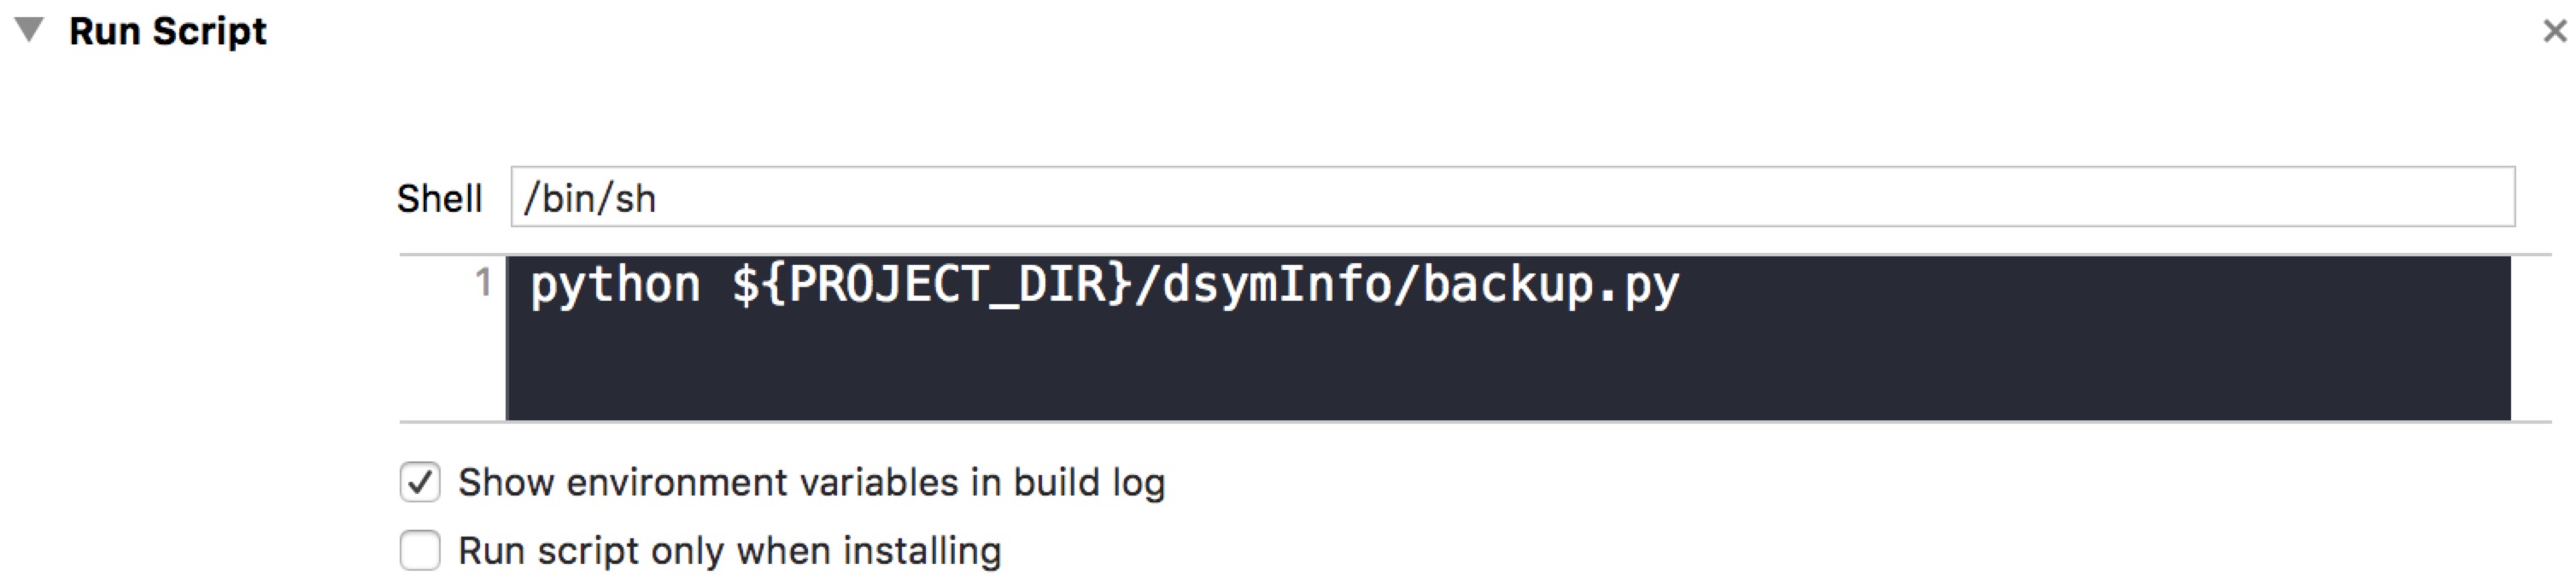 Run Script
Shell /bin/sh
1 python ${PROJECT_DIR}/dsymInfo/backup.py
Show environment variables in build log
Run script only when installing